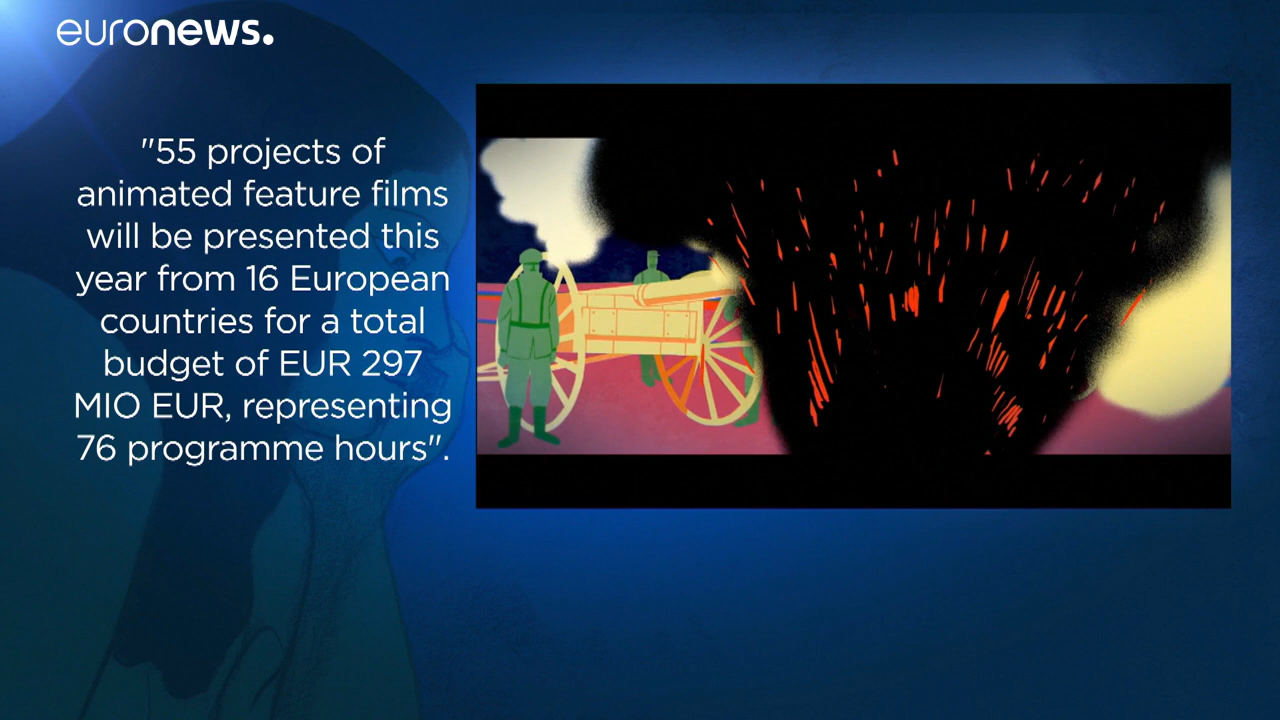 euronews.
"55 projects of
animated feature films
will be presented this
year from 16 European
countries for a total
budget of EUR 297
MIO EUR, representing
76 programme hours".